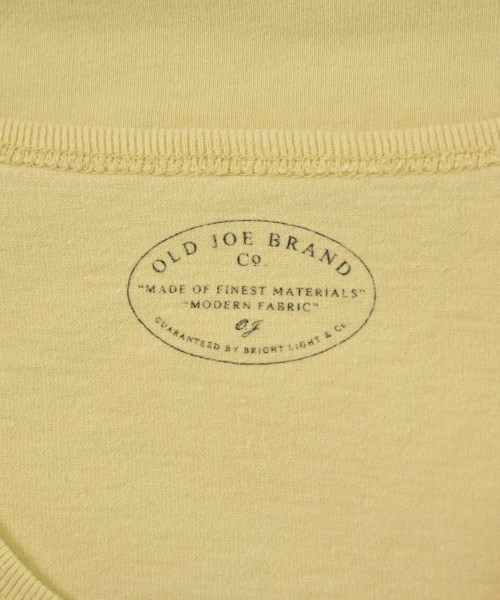 OLD JOE BRAND
Co.
"MADE OF FINEST MATERIALS"
"MODERN FABRIC"
O.J
GUARANTEED BY BRIGHT LIGHT & Co.